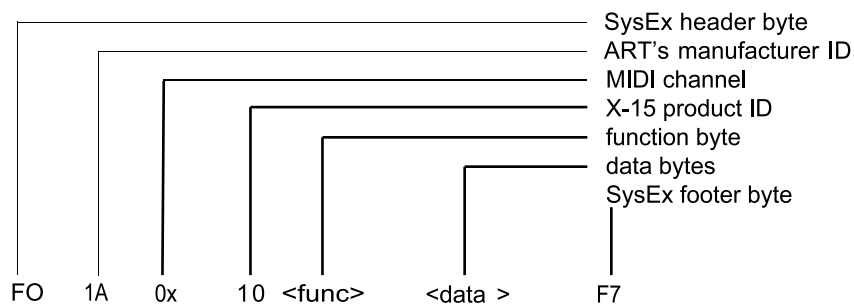 SysEx header byte
ART's manufacturer ID
MIDI channel
X-15 product ID
function byte
data bytes
SysEx footer byte
FO 1A 0x 10 <func> <data > F7